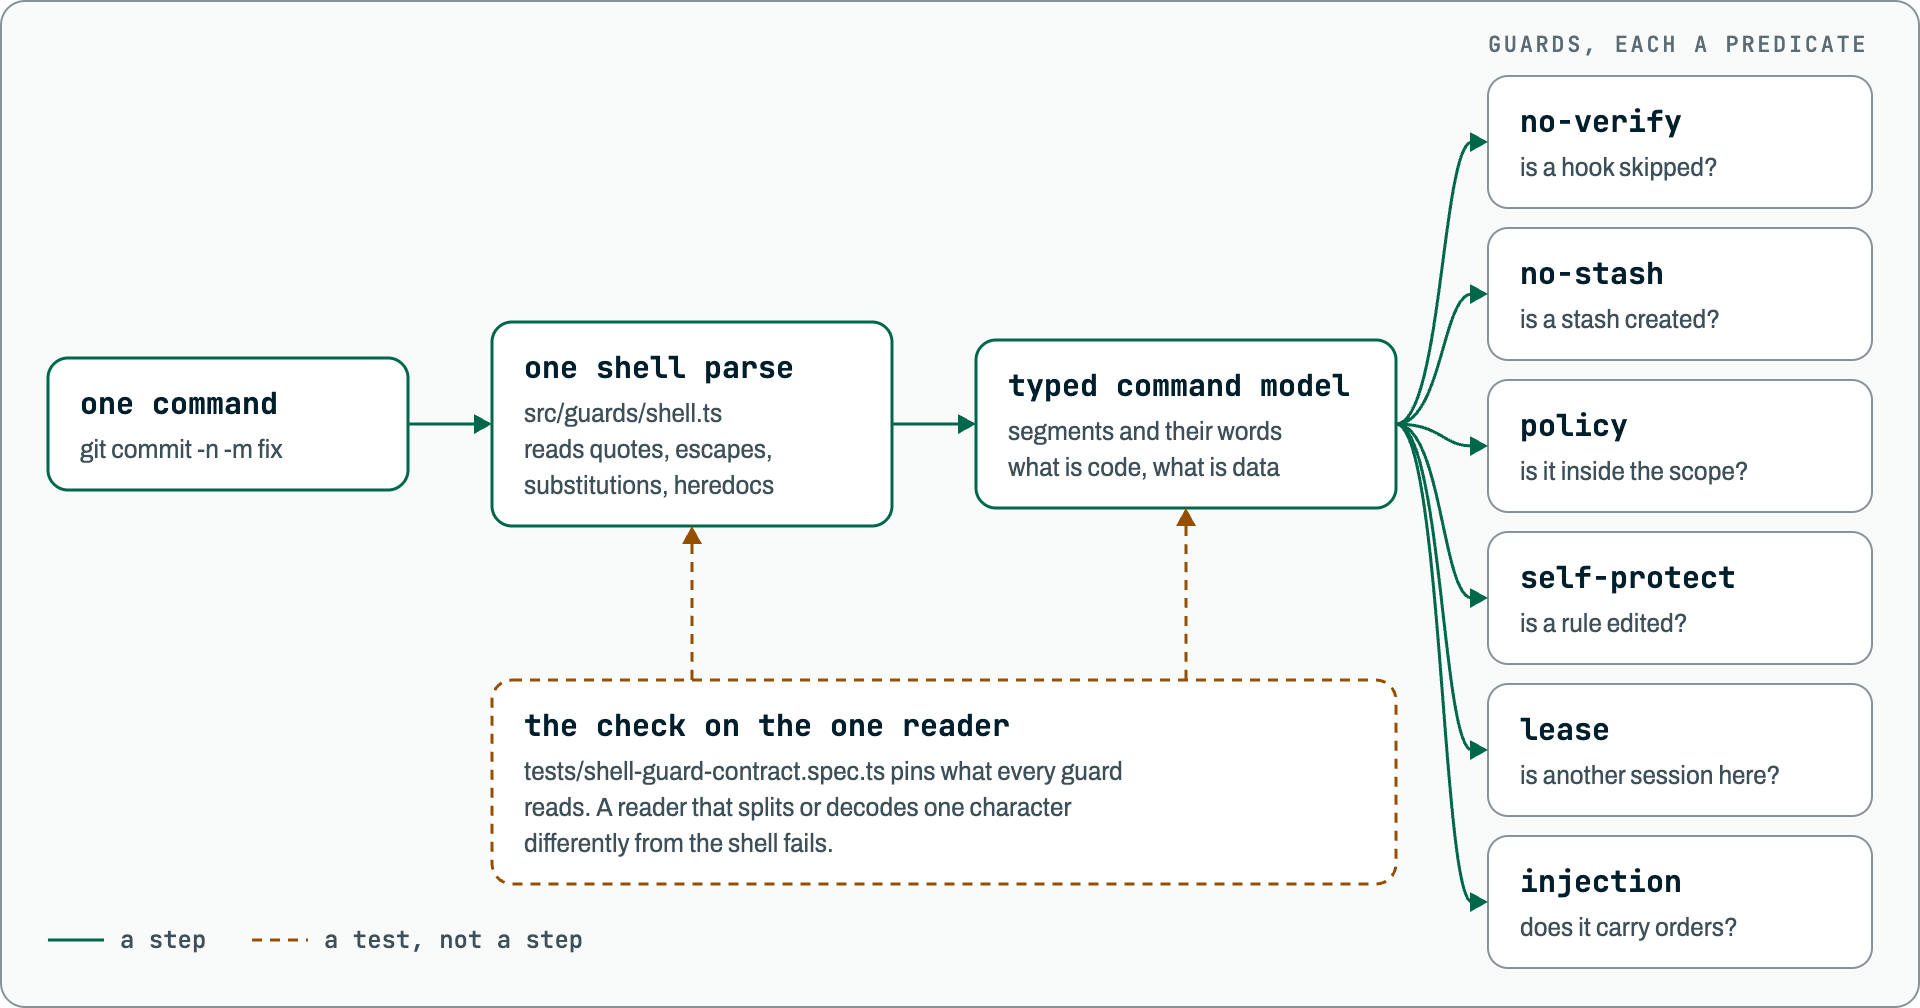 GUARDS, EACH A PREDICATE
one command
git commit -n -m fix
one shell parse
src/guards/shell.ts
reads quotes, escapes,
substitutions, heredocs
typed command model
segments and their words
what is code, what is data
no-verify
is a hook skipped?
no-stash
is a stash created?
policy
is it inside the scope?
self-protect
is a rule edited?
lease
is another session here?
injection
does it carry orders?
the check on the one reader
tests/shell-guard-contract.spec.ts pins what every guard
reads. A reader that splits or decodes one character
differently from the shell fails.
a step
a test, not a step